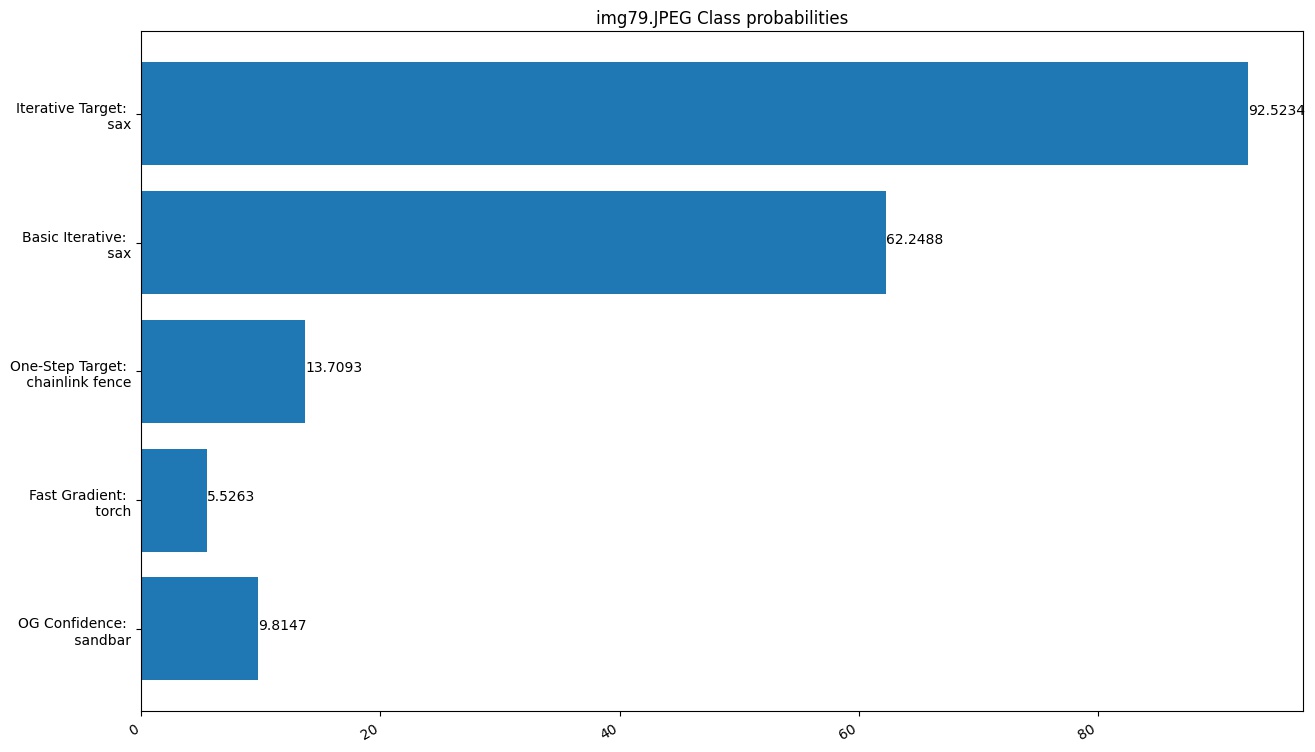 img79.JPEG Class probabilities
Iterative Target:
sax
92.5234
Basic Iterative:
sax
62.2488
One-Step Target:
chainlink fence
13.7093
Fast Gradient:
torch
5.5263
OG Confidence:
sandbar
9.8147
0
20
40
60
80